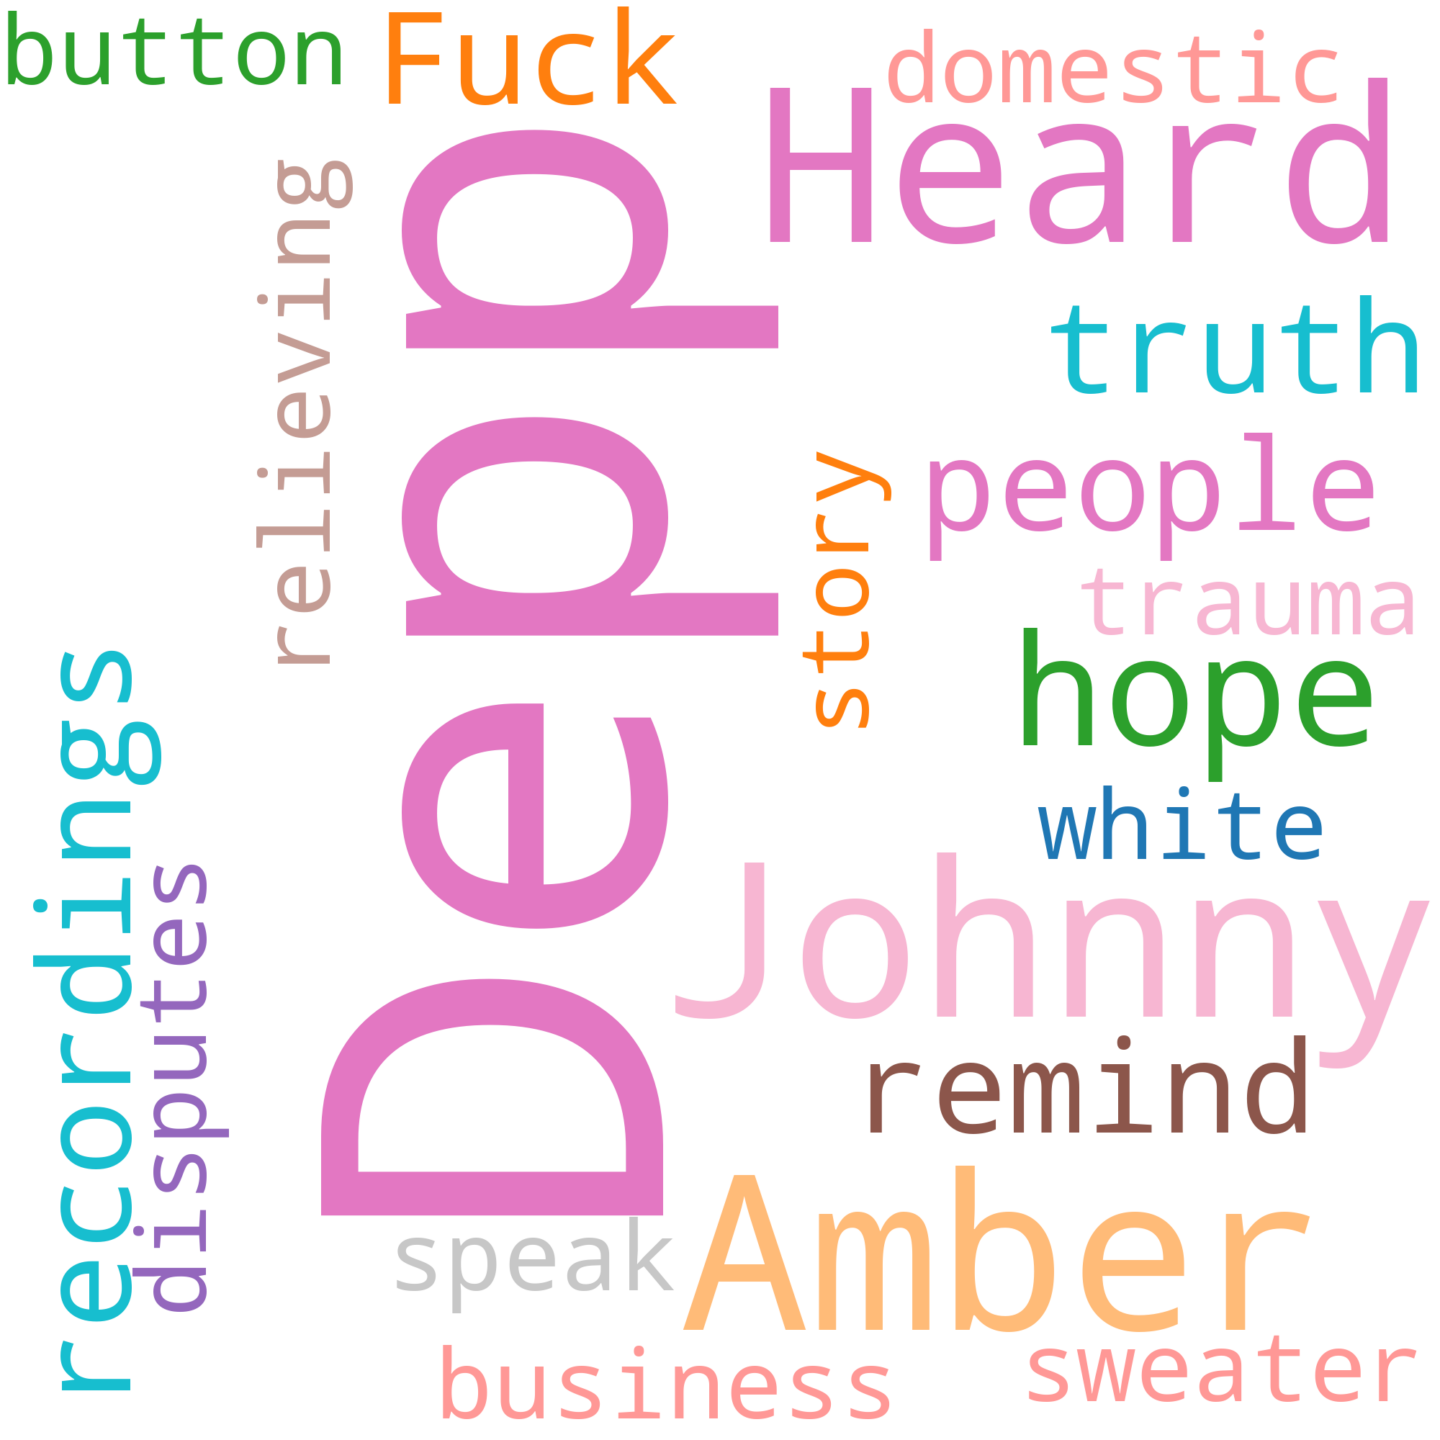 button
Fuck
domestic
Heard
relieving
Depp
truth
people
story
trauma
hope
recordings
white
disputes
Johnny
remind
Amber
speak
business
sweater